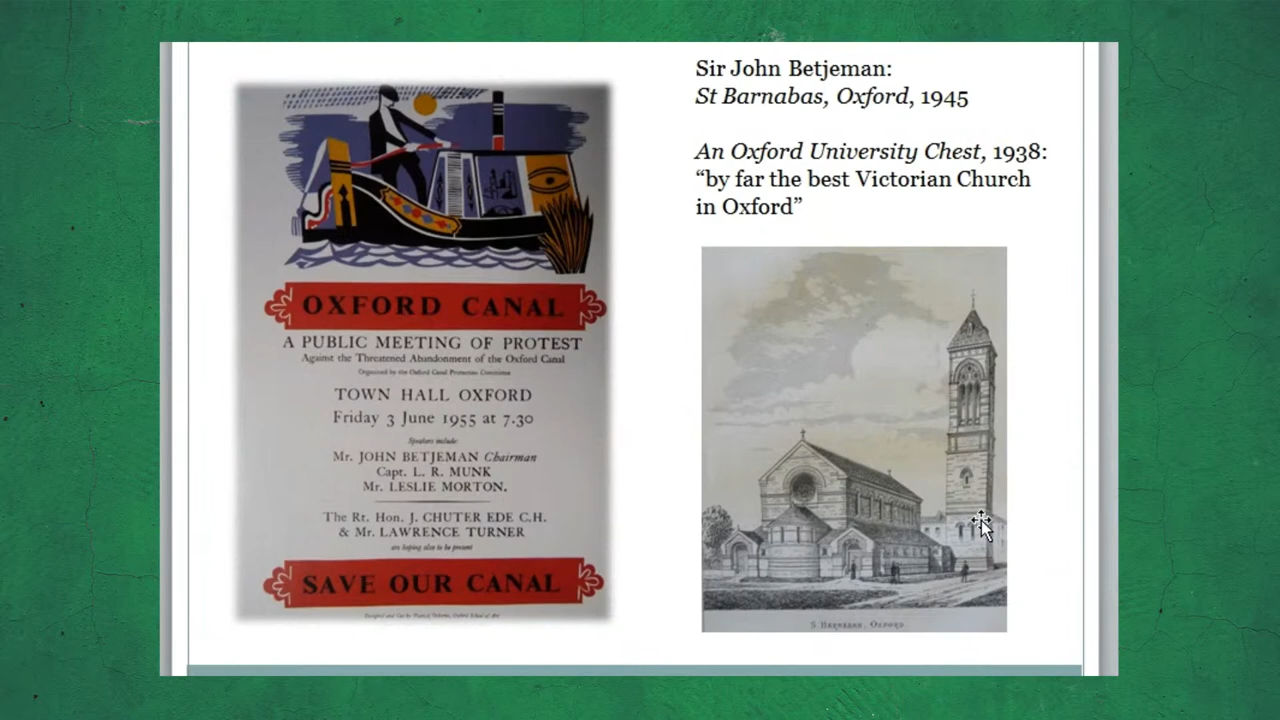 OXFORD CANAL
A PUBLIC MEETING OF PROTEST
Against the Threatened Abandonment of the Oxford Canal
Organised by the Oxford Canal Protection Committee
TOWN HALL OXFORD
Friday 3 June 1955 at 7.30
Speakers include:
Mr. JOHN BETJEMAN Chairman
Capt. L. R. MUNK
Mr. LESLIE MORTON.
The Rt. Hon. J. CHUTER EDE C.H.
& Mr. LAWRENCE TURNER
are hoping also to be present
SAVE OUR CANAL
Sir John Betjeman:
St Barnabas, Oxford, 1945
An Oxford University Chest, 1938:
“by far the best Victorian Church
in Oxford”
S. BARNABAS, OXFORD